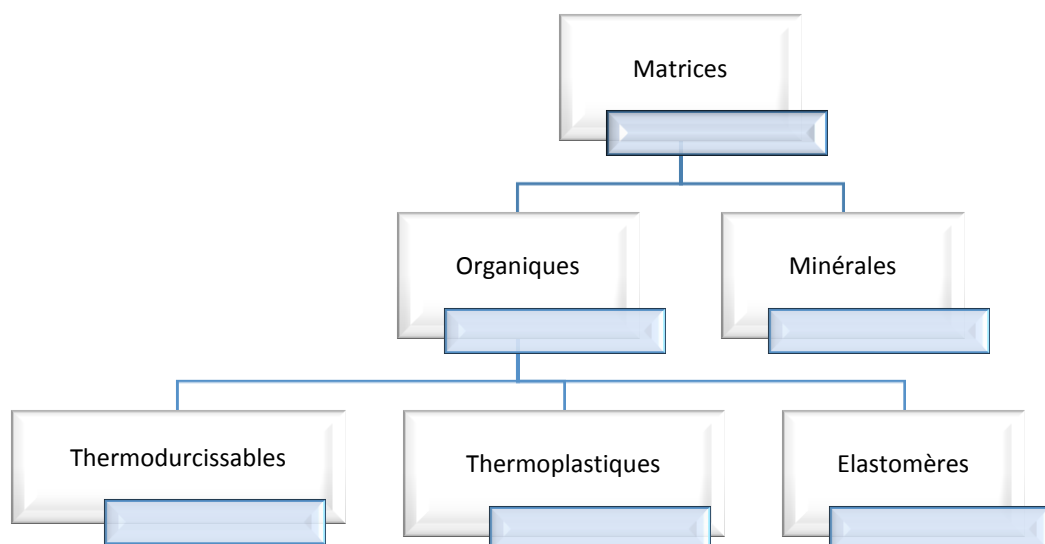 Matrices
Organiques
Minérales
Thermodurcissables
Thermoplastiques
Elastomères